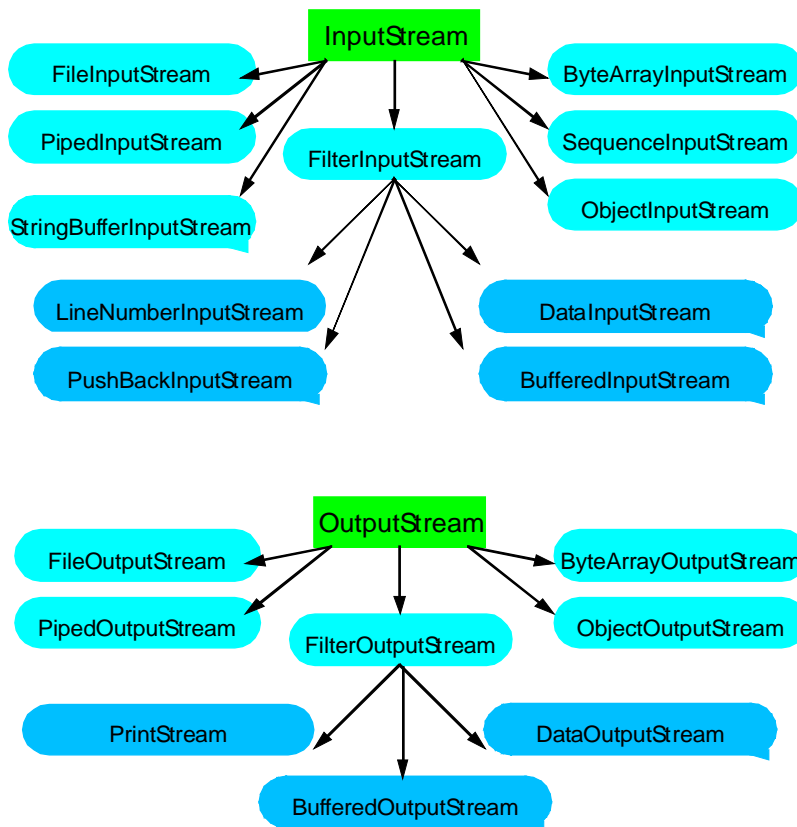 InputStream
FileInputStream
ByteArrayInputStream
PipedInputStream
SequenceInputStream
FilterInputStream
StringBufferInputStream
ObjectInputStream
LineNumberInputStream
DataInputStream
PushBackInputStream
BufferedInputStream
OutputStream
FileOutputStream
ByteArrayOutputStream
PipedOutputStream
ObjectOutputStream
FilterOutputStream
PrintStream
DataOutputStream
BufferedOutputStream